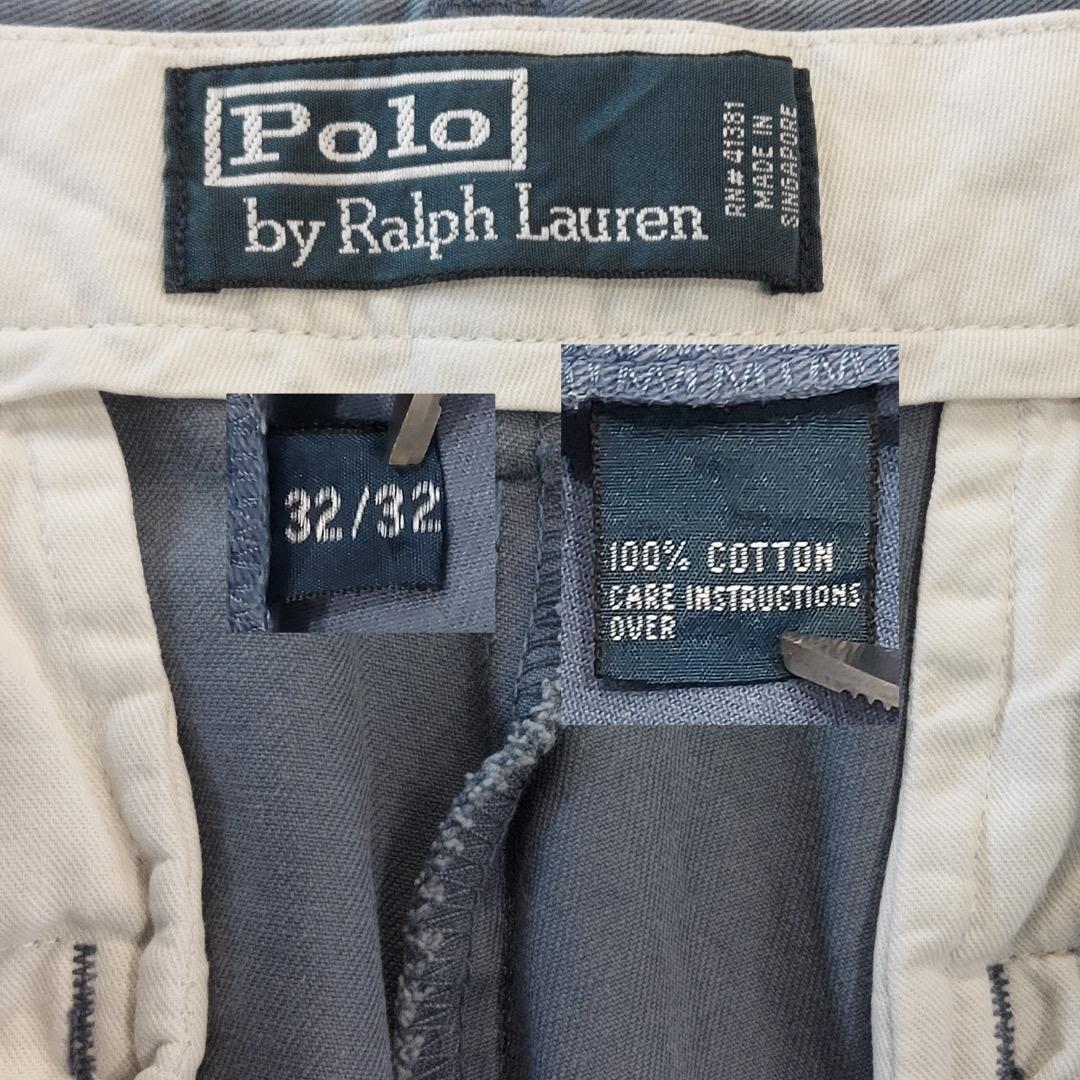 Polo
by Ralph Lauren
RN# 41381
MADE IN
SINGAPORE
32/32
100% COTTON
CARE INSTRUCTIONS
OVER